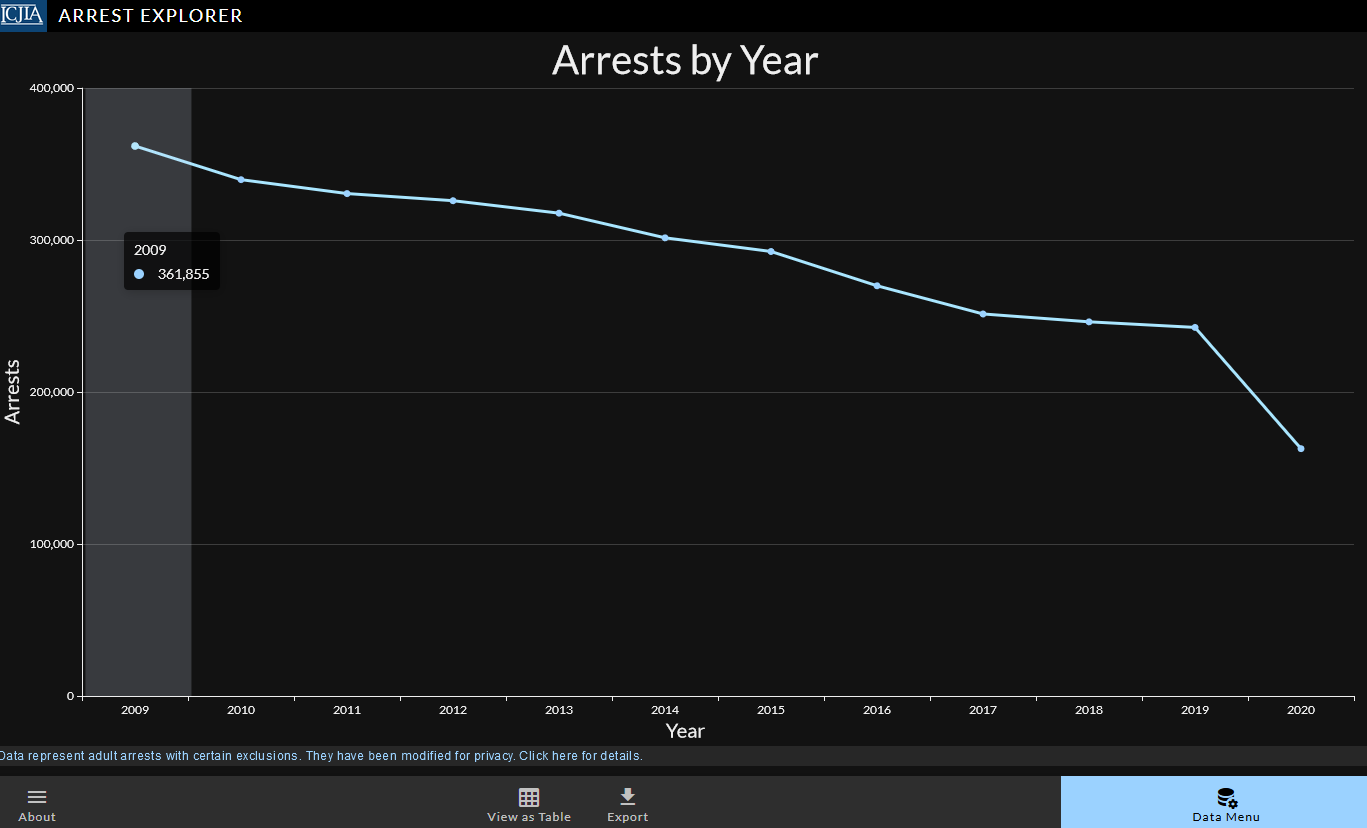 ICJIA ARREST EXPLORER
Arrests by Year
400,000
300,000
200,000
100,000
0
Arrests
2009
361,855
2009 2010 2011 2012 2013 2014 2015 2016 2017 2018 2019 2020
Year
Data represent adult arrests with certain exclusions. They have been modified for privacy. Click here for details.
About View as Table Export Data Menu